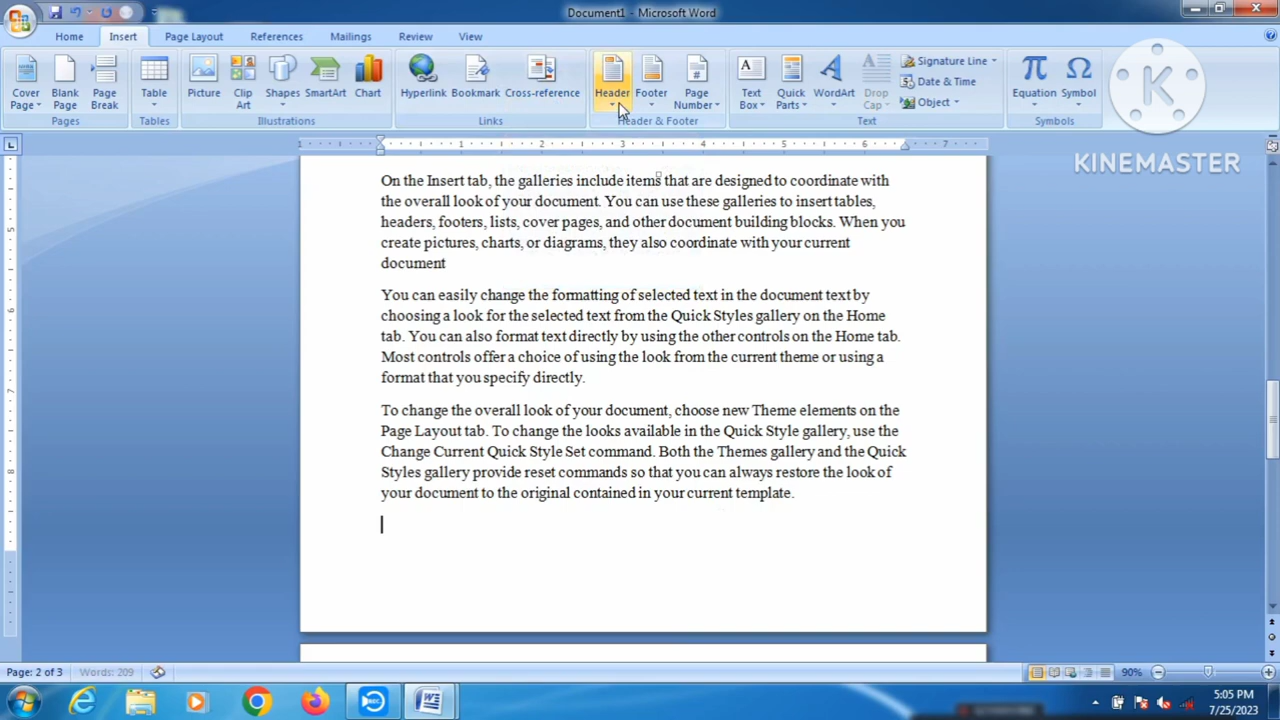 Document1 - Microsoft Word
Home Insert Page Layout References Mailings Review View
Cover Page Blank Page Page Break Table Picture Clip Art Shapes SmartArt Chart Hyperlink Bookmark Cross-reference Header Footer Page Number Text Box Quick Parts WordArt Drop Cap Signature Line Date & Time Object Equation Symbol
Pages Tables Illustrations Links Header & Footer Text Symbols
K
KINEMASTER
L 1 1 2 3 4 5 6 7
5
7
8
On the Insert tab, the galleries include items that are designed to coordinate with
the overall look of your document. You can use these galleries to insert tables,
headers, footers, lists, cover pages, and other document building blocks. When you
create pictures, charts, or diagrams, they also coordinate with your current
document
You can easily change the formatting of selected text in the document text by
choosing a look for the selected text from the Quick Styles gallery on the Home
tab. You can also format text directly by using the other controls on the Home tab.
Most controls offer a choice of using the look from the current theme or using a
format that you specify directly.
To change the overall look of your document, choose new Theme elements on the
Page Layout tab. To change the looks available in the Quick Style gallery, use the
Change Current Quick Style Set command. Both the Themes gallery and the Quick
Styles gallery provide reset commands so that you can always restore the look of
your document to the original contained in your current template.
Page: 2 of 3 Words: 209 90%
REC W
5:05 PM
7/25/2023